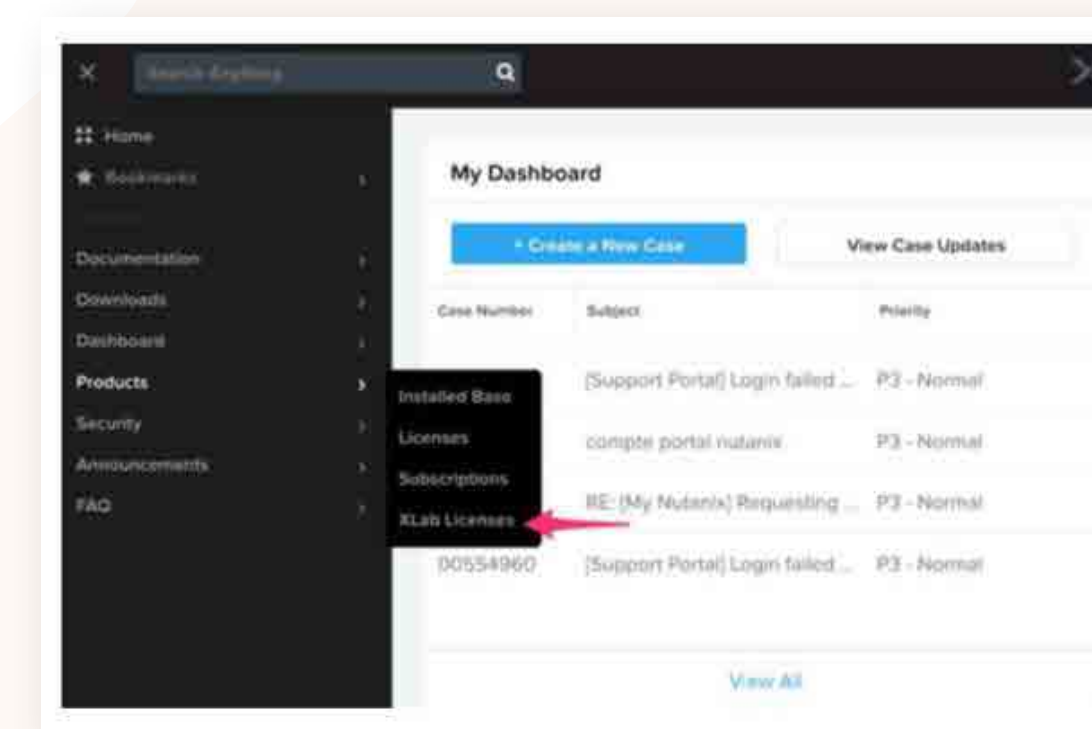 Search Anything
Home
Bookmarks
Documentation
Downloads
Dashboard
Products
Security
Announcements
FAQ
Installed Base
Licenses
Subscriptions
XLab Licenses
My Dashboard
+ Create a New Case
View Case Updates
Case Number Subject Priority
[Support Portal] Login failed ... P3 - Normal
compte portal nutanix P3 - Normal
RE: [My Nutanix] Requesting ... P3 - Normal
00554960 [Support Portal] Login failed ... P3 - Normal
View All